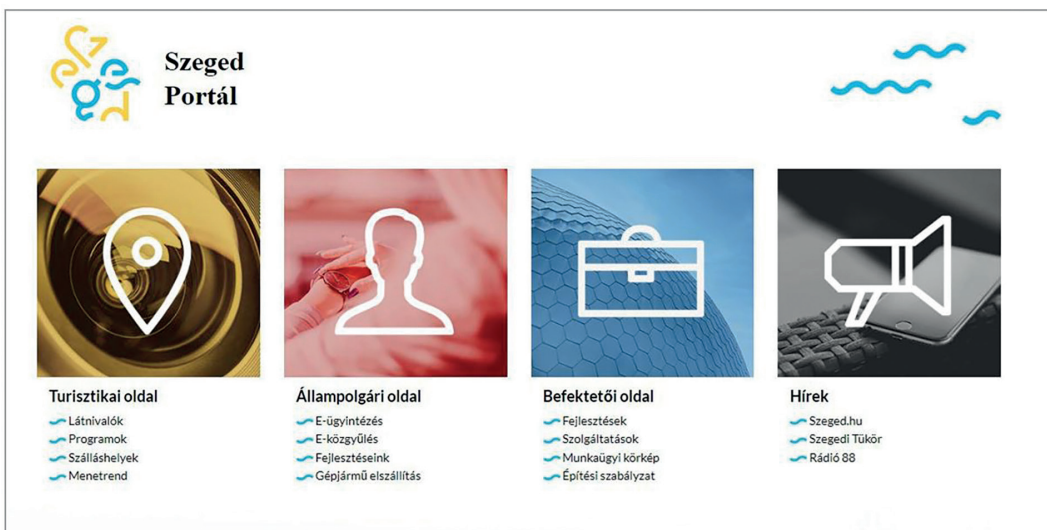 Szeged
Szeged
Portál
Turisztikai oldal
Látnivalók
Programok
Szálláshelyek
Menetrend
Állampolgári oldal
E-ügyintézés
E-közgyűlés
Fejlesztéseink
Gépjármű elszállítás
Befektetői oldal
Fejlesztések
Szolgáltatások
Munkaügyi körkép
Építési szabályzat
Hírek
Szeged.hu
Szegedi Tükör
Rádió 88